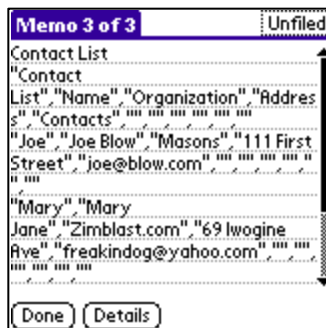 Memo 3 of 3
Unfiled
Contact List
"Contact
List","Name","Organization","Addres
s","Contacts","","","","","",""
"Joe","Joe Blow","Masons","111 First
Street","joe@blow.com","","","","","
",""
"Mary","Mary
Jane","Zimblast.com","69 Iwogine
Ave","freakindog@yahoo.com","","",
"","","",""
Done
Details